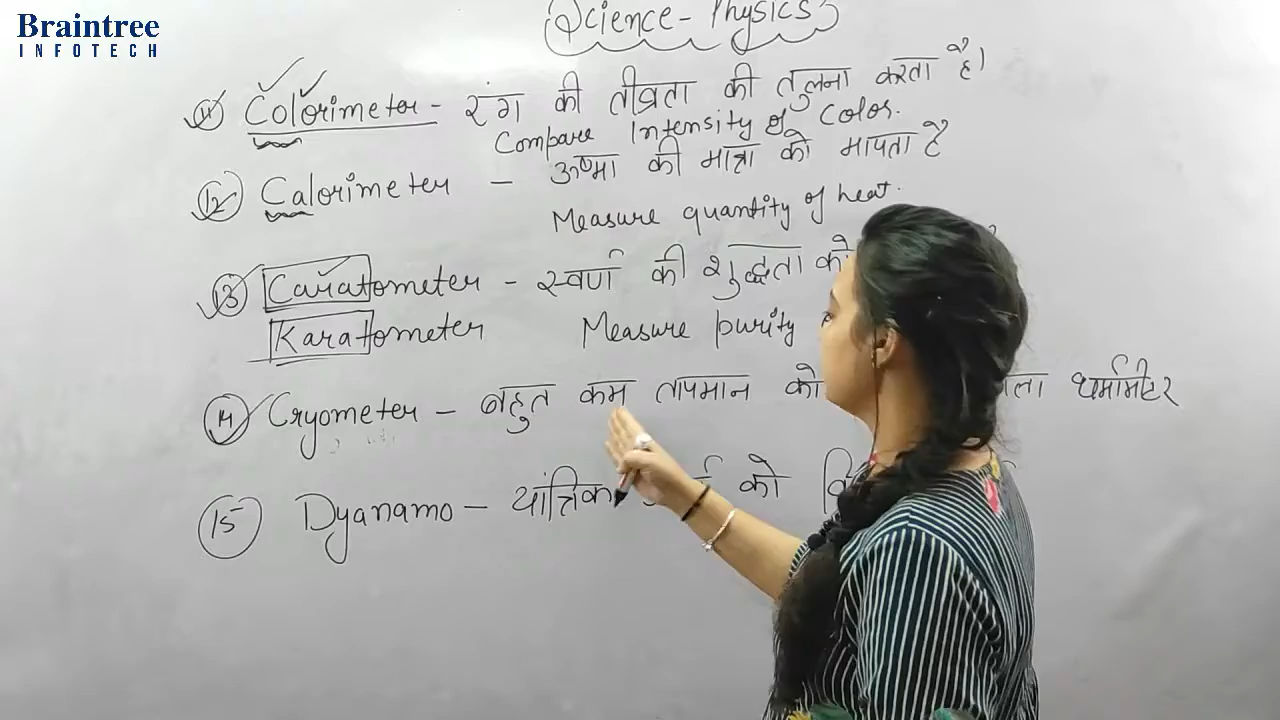 Braintree
INFOTECH
Science - Physics
11 Colorimeter - रंग की तीव्रता की तुलना करता है।
Compare Intensity of Color.
12 Calorimeter - ऊष्मा की मात्रा को मापता है
Measure quantity of heat.
13 Caratometer - स्वर्ण की शुद्धता को
Karatometer Measure purity
14 Cryometer - बहुत कम तापमान को थर्मामीटर
15 Dyanamo - यांत्रिक को